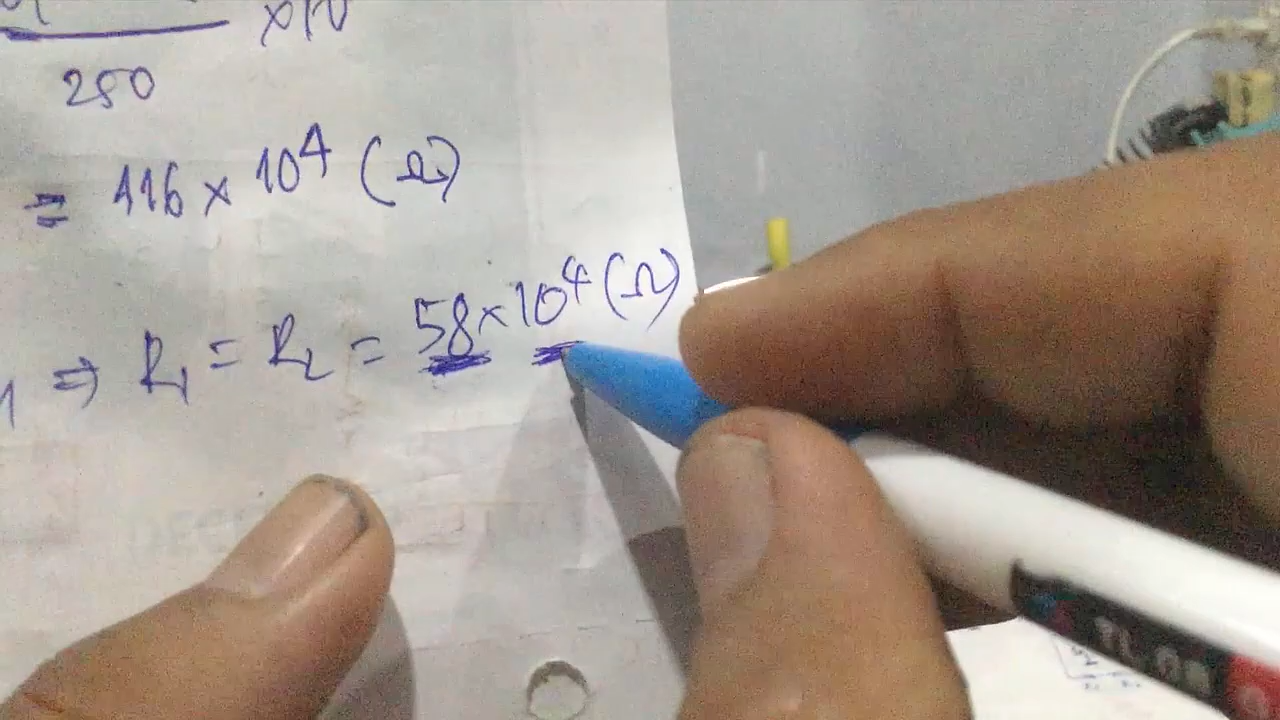 250
= 116 × 10⁴ (Ω)
⇒ R₁ = R₂ = 58 × 10⁴ (Ω)